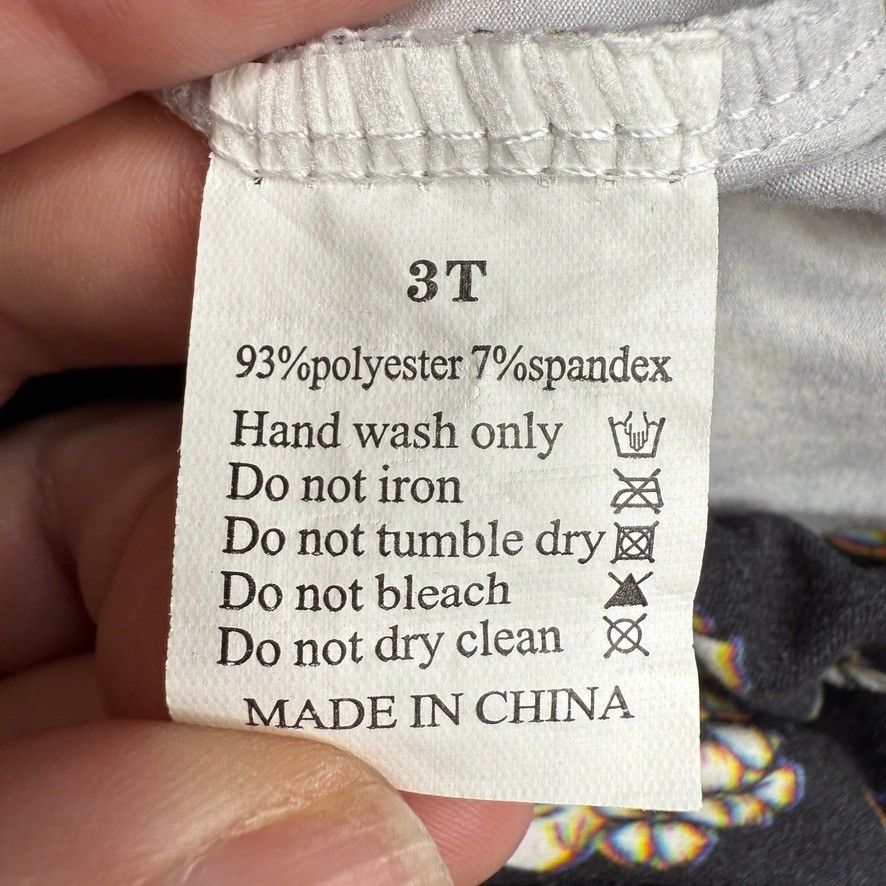 3T
93%polyester 7%spandex
Hand wash only
Do not iron
Do not tumble dry
Do not bleach
Do not dry clean
MADE IN CHINA